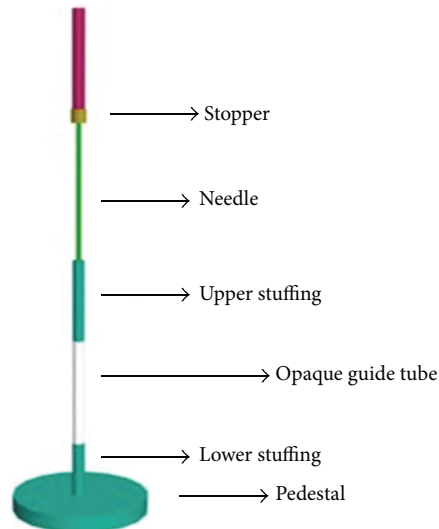 Stopper
Needle
Upper stuffing
Opaque guide tube
Lower stuffing
Pedestal